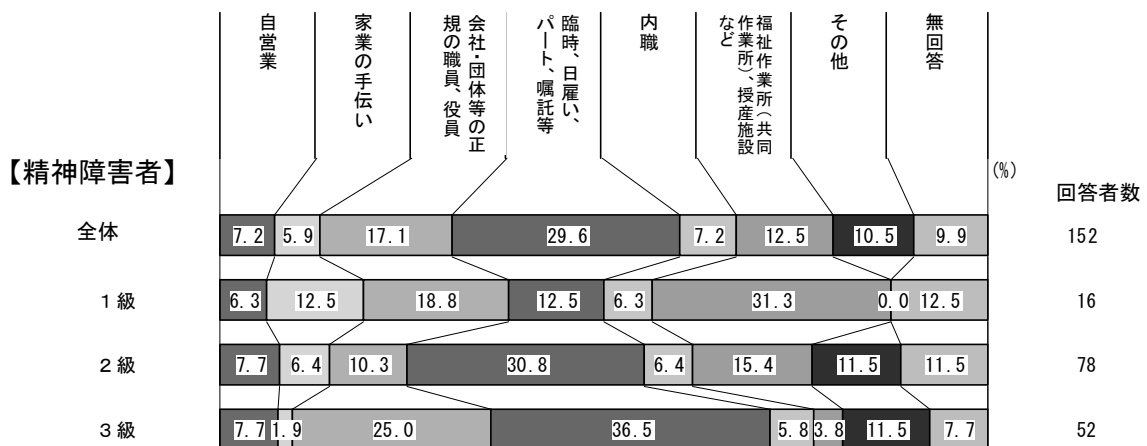 自営業
家業の手伝い
会社・団体等の正
規の職員、役員
臨時、日雇い、
パート、嘱託等
内職
福祉作業所（共同
作業所）、授産施設
など
その他
無回答
【精神障害者】
(%)
回答者数
全体
7.2 5.9 17.1 29.6 7.2 12.5 10.5 9.9
152
１級
6.3 12.5 18.8 12.5 6.3 31.3 0.0 12.5
16
２級
7.7 6.4 10.3 30.8 6.4 15.4 11.5 11.5
78
３級
7.7 1.9 25.0 36.5 5.8 3.8 11.5 7.7
52